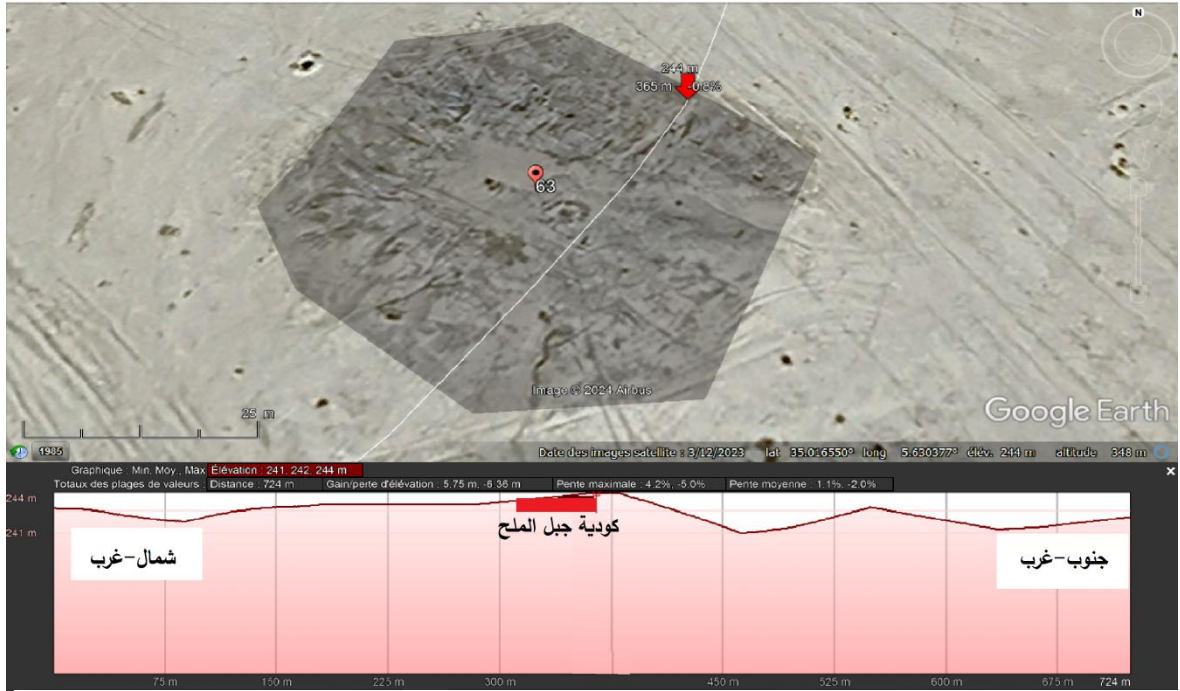 N
244 m
365 m -0.8%
63
Image © 2024 Airbus
25 m
Google Earth
1985
Date des images satellite : 3/12/2023 lat 35.016550° long 5.630377° élév. 244 m altitude 348 m
Graphique : Min, Moy., Max Élévation : 241, 242, 244 m
Totaux des plages de valeurs : Distance : 724 m Gain/perte d'élévation : 5.75 m, -6.36 m Pente maximale : 4.2%, -5.0% Pente moyenne : 1.1%, -2.0%
244 m
كودية جبل الملح
241 m
شمال-غرب
جنوب-غرب
75 m 150 m 225 m 300 m 450 m 525 m 600 m 675 m 724 m